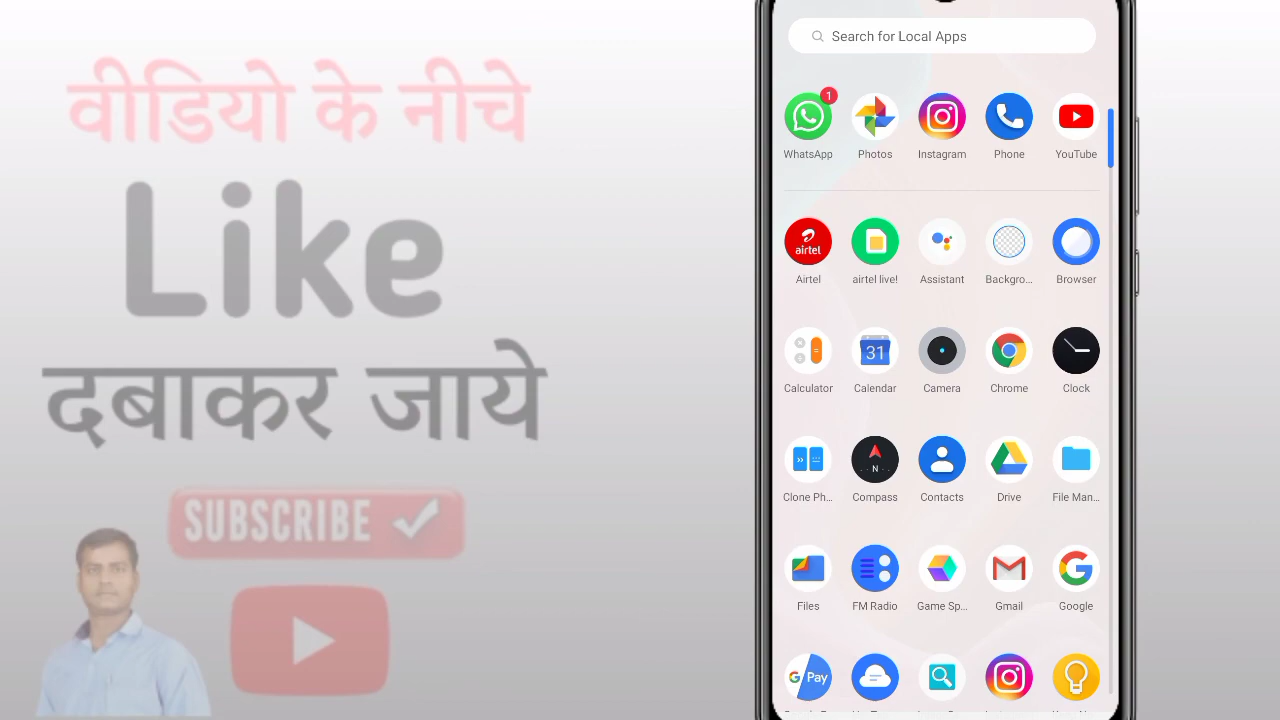 वीडियो के नीचे
Like
दबाकर जाये
SUBSCRIBE
Search for Local Apps
1
WhatsApp Photos Instagram Phone YouTube
airtel
Airtel airtel live! Assistant Backgro... Browser
31
Calculator Calendar Camera Chrome Clock
N
Clone Ph... Compass Contacts Drive File Man...
Files FM Radio Game Sp... Gmail Google
G Pay